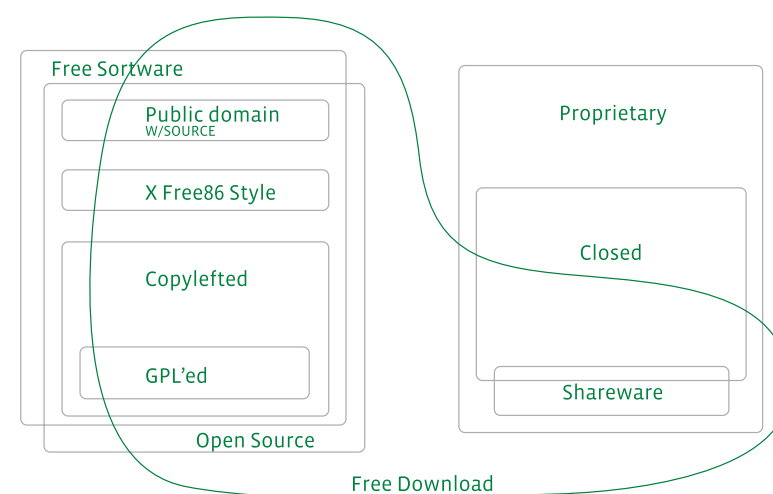 Free Sortware
Public domain
W/SOURCE
X Free86 Style
Copylefted
GPL’ed
Open Source
Proprietary
Closed
Shareware
Free Download